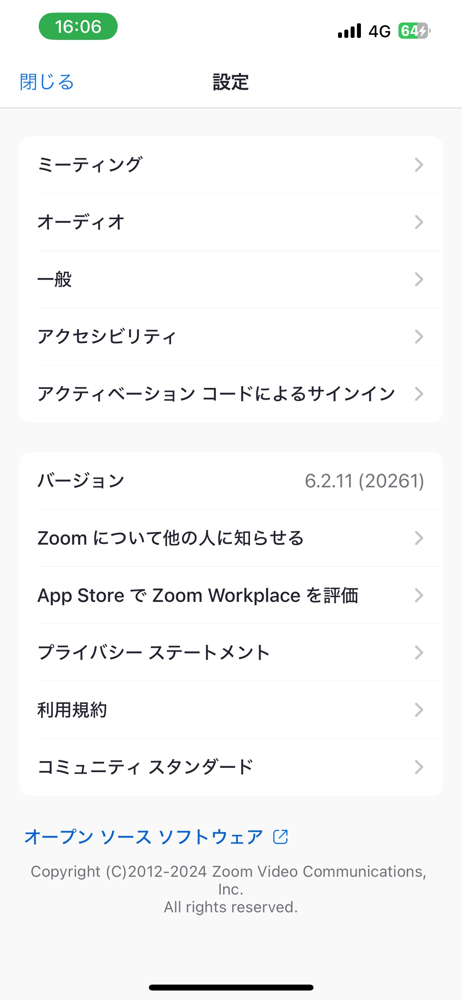 16:06
4G
64
閉じる
設定
ミーティング
オーディオ
一般
アクセシビリティ
アクティベーション コードによるサインイン
バージョン 6.2.11 (20261)
Zoom について他の人に知らせる
App Store で Zoom Workplace を評価
プライバシー ステートメント
利用規約
コミュニティ スタンダード
オープン ソース ソフトウェア
Copyright (C)2012-2024 Zoom Video Communications,
Inc.
All rights reserved.